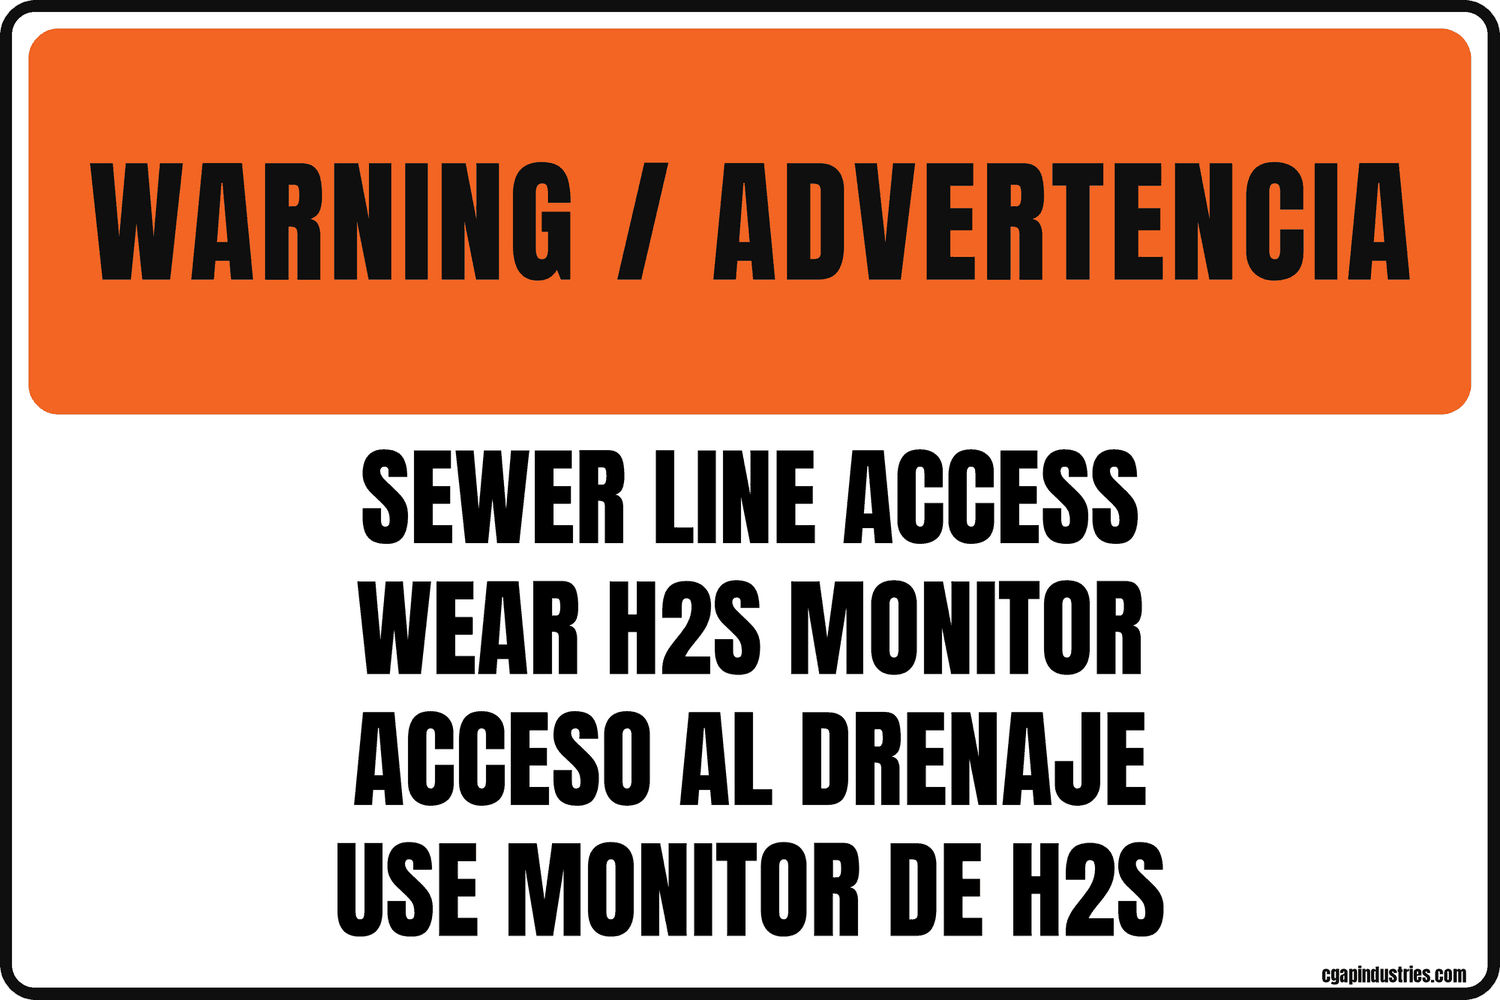 WARNING / ADVERTENCIA
SEWER LINE ACCESS
WEAR H2S MONITOR
ACCESO AL DRENAJE
USE MONITOR DE H2S
cgapindustries.com